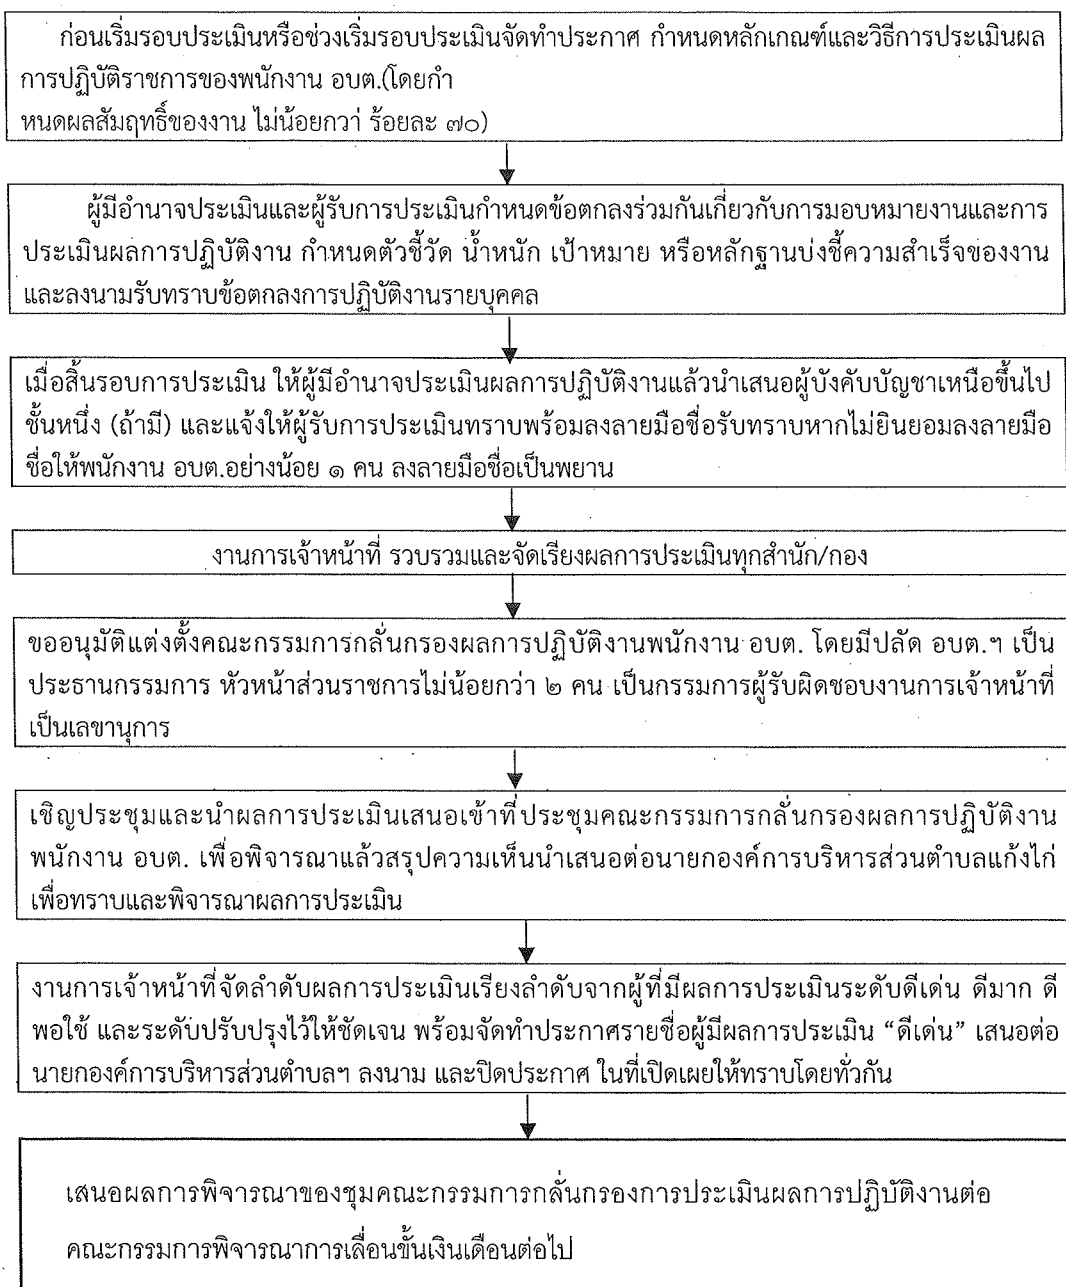 ก่อนเริ่มรอบประเมินหรือช่วงเริ่มรอบประเมินจัดทำประกาศ กำหนดหลักเกณฑ์และวิธีการประเมินผล
การปฏิบัติราชการของพนักงาน อบต.(โดยกำ
หนดผลสัมฤทธิ์ของงาน ไม่น้อยกว่า ร้อยละ ๗๐)
ผู้มีอำนาจประเมินและผู้รับการประเมินกำหนดข้อตกลงร่วมกันเกี่ยวกับการมอบหมายงานและการ
ประเมินผลการปฏิบัติงาน กำหนดตัวชี้วัด น้ำหนัก เป้าหมาย หรือหลักฐานบ่งชี้ความสำเร็จของงาน
และลงนามรับทราบข้อตกลงการปฏิบัติงานรายบุคคล
เมื่อสิ้นรอบการประเมิน ให้ผู้มีอำนาจประเมินผลการปฏิบัติงานแล้วนำเสนอผู้บังคับบัญชาเหนือขึ้นไป
ชั้นหนึ่ง (ถ้ามี) และแจ้งให้ผู้รับการประเมินทราบพร้อมลงลายมือชื่อรับทราบหากไม่ยินยอมลงลายมือ
ชื่อให้พนักงาน อบต.อย่างน้อย ๑ คน ลงลายมือชื่อเป็นพยาน
งานการเจ้าหน้าที่ รวบรวมและจัดเรียงผลการประเมินทุกสำนัก/กอง
ขออนุมัติแต่งตั้งคณะกรรมการกลั่นกรองผลการปฏิบัติงานพนักงาน อบต. โดยมีปลัด อบต.ฯ เป็น
ประธานกรรมการ หัวหน้าส่วนราชการไม่น้อยกว่า ๒ คน เป็นกรรมการผู้รับผิดชอบงานการเจ้าหน้าที่
เป็นเลขานุการ
เชิญประชุมและนำผลการประเมินเสนอเข้าที่ประชุมคณะกรรมการกลั่นกรองผลการปฏิบัติงาน
พนักงาน อบต. เพื่อพิจารณาแล้วสรุปความเห็นนำเสนอต่อนายกองค์การบริหารส่วนตำบลแก้งไก่
เพื่อทราบและพิจารณาผลการประเมิน
งานการเจ้าหน้าที่จัดลำดับผลการประเมินเรียงลำดับจากผู้ที่มีผลการประเมินระดับดีเด่น ดีมาก ดี
พอใช้ และระดับปรับปรุงไว้ให้ชัดเจน พร้อมจัดทำประกาศรายชื่อผู้มีผลการประเมิน “ดีเด่น” เสนอต่อ
นายกองค์การบริหารส่วนตำบลฯ ลงนาม และปิดประกาศ ในที่เปิดเผยให้ทราบโดยทั่วกัน
เสนอผลการพิจารณาของชุมคณะกรรมการกลั่นกรองการประเมินผลการปฏิบัติงานต่อ
คณะกรรมการพิจารณาการเลื่อนขั้นเงินเดือนต่อไป